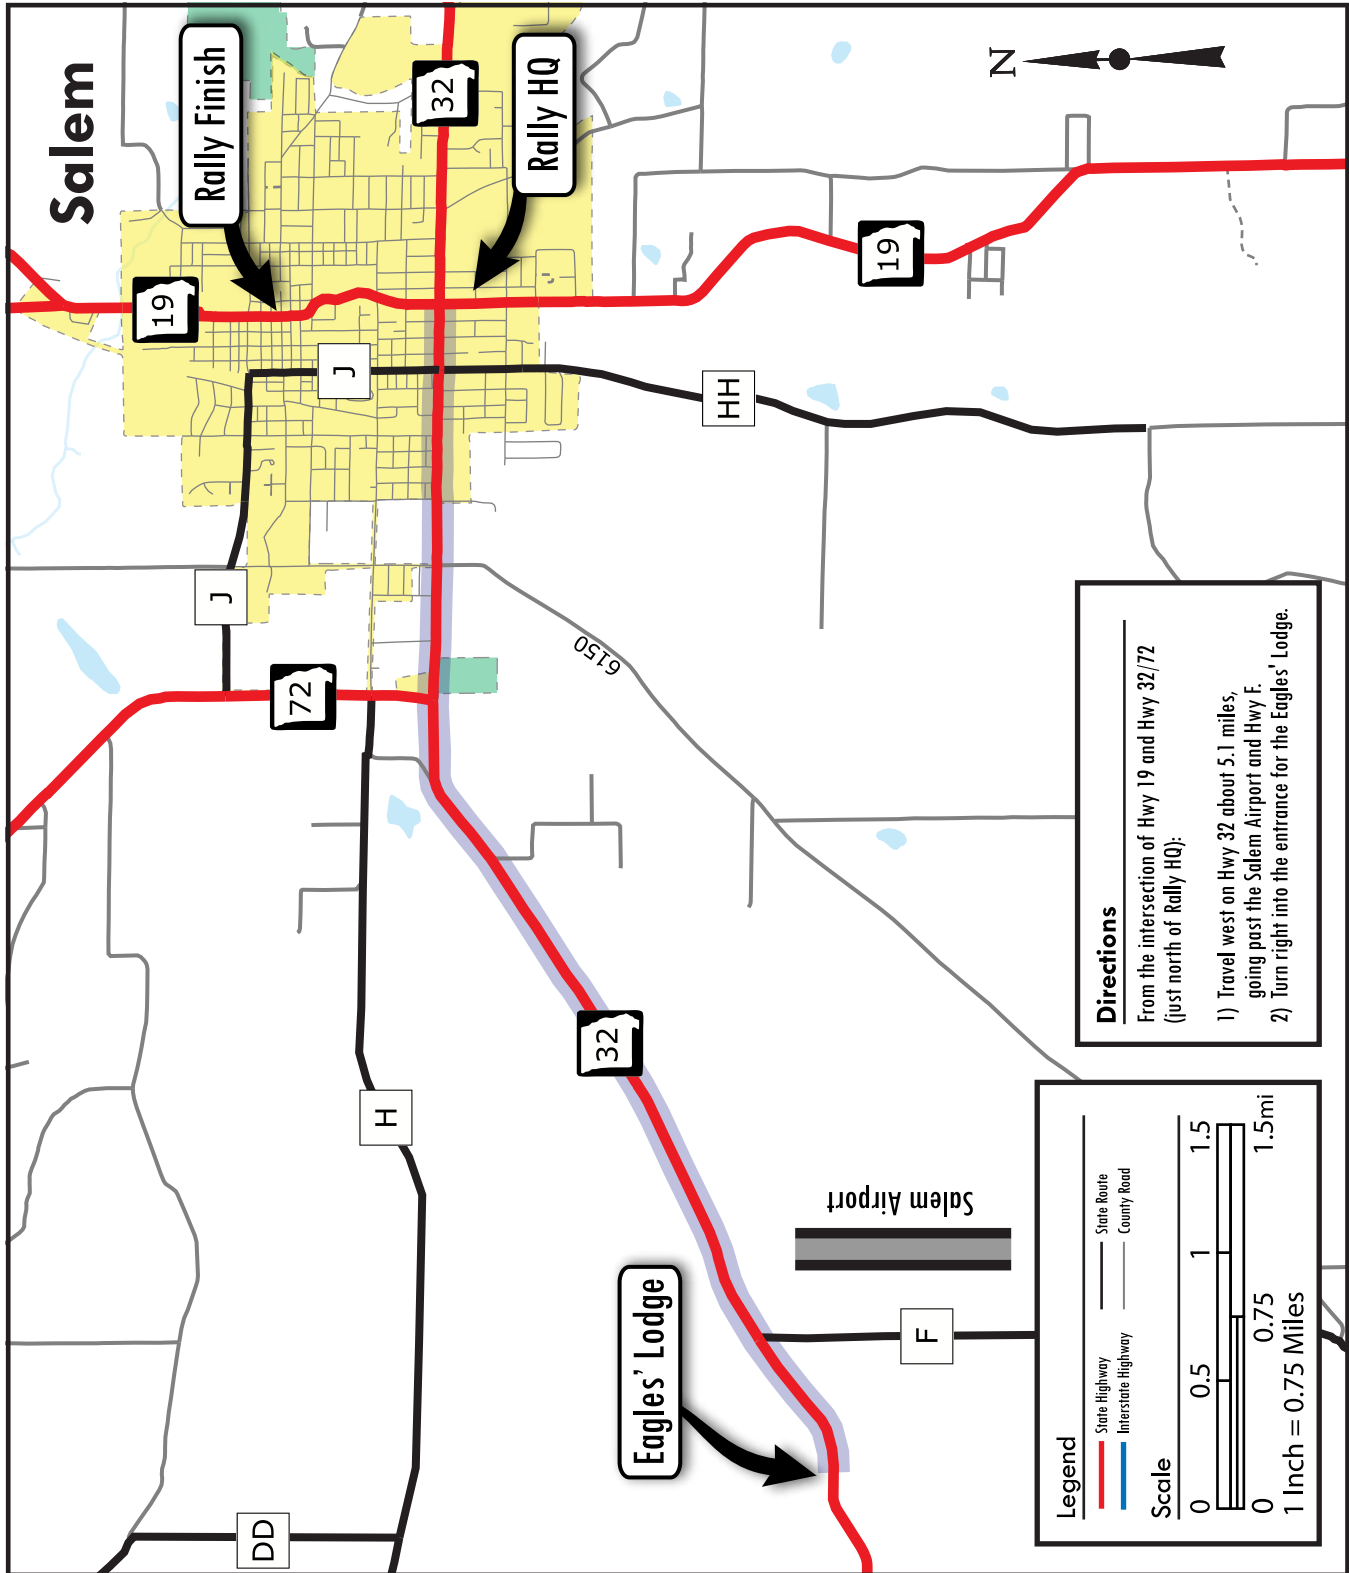 Salem
Rally Finish
32
Rally HQ
N
19
19
J
HH
J
72
6150
32
H
Salem Airport
Eagles' Lodge
F
DD
Directions
From the intersection of Hwy 19 and Hwy 32/72
(just north of Rally HQ):
1) Travel west on Hwy 32 about 5.1 miles,
going past the Salem Airport and Hwy F.
2) Turn right into the entrance for the Eagles' Lodge.
Legend
State Highway
State Route
Interstate Highway
County Road
Scale
0 0.5 1 1.5
0 0.75 1.5mi
1 Inch = 0.75 Miles